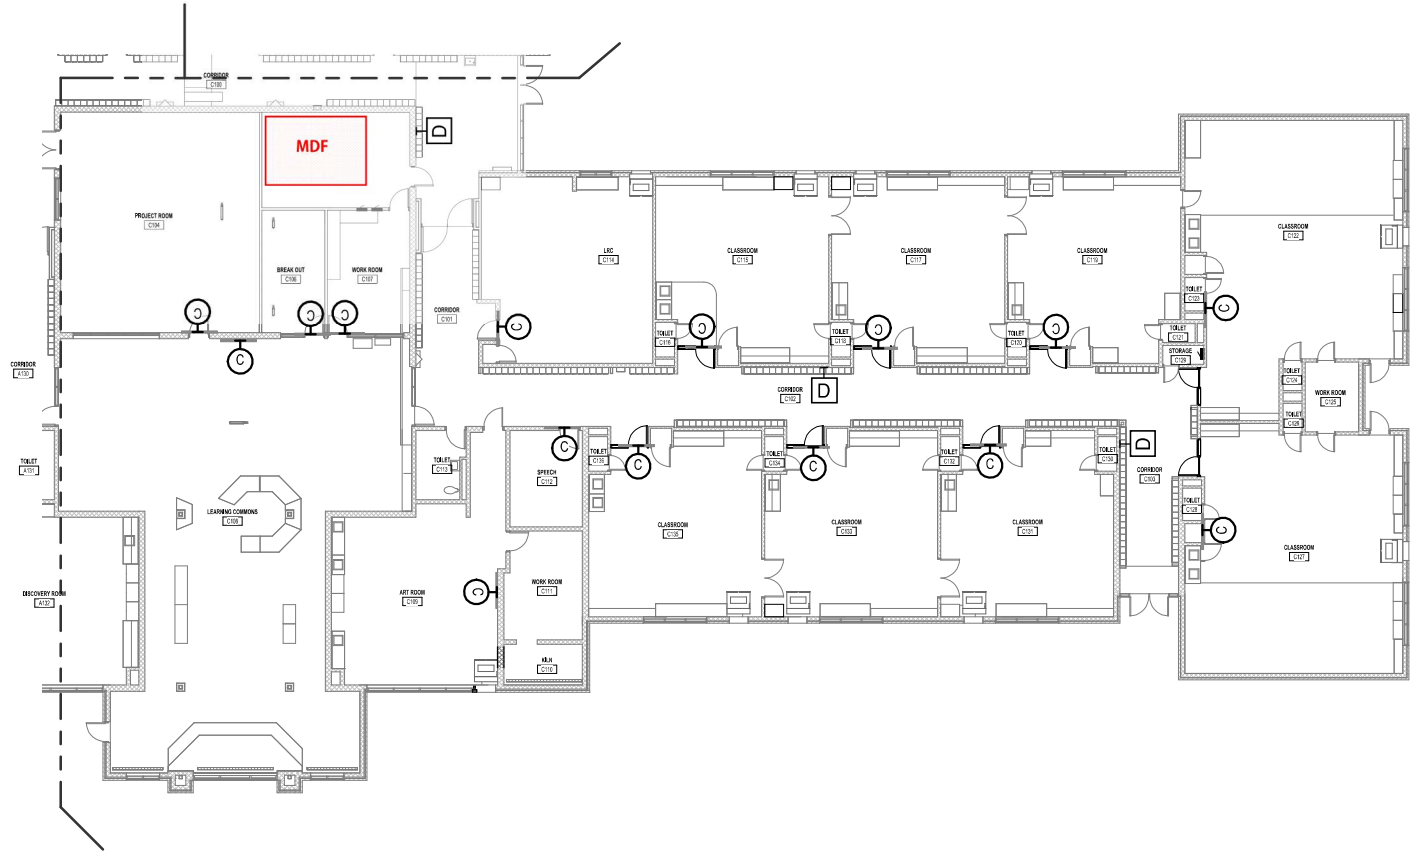 CORRIDOR
C100
MDF
D
PROJECT ROOM
C104
BREAK OUT
C106
WORK ROOM
C107
C
C
C
C
CORRIDOR
C101
LRC
C114
C
CLASSROOM
C115
TOILET
C116
C
CLASSROOM
C117
TOILET
C118
C
CLASSROOM
C119
TOILET
C120
C
CLASSROOM
C122
TOILET
C123
C
TOILET
C121
STORAGE
C129
CORRIDOR
A130
CORRIDOR
C102
D
TOILET
C124
WORK ROOM
C125
TOILET
C126
TOILET
A131
TOILET
C113
SPEECH
C112
C
TOILET
C
TOILET
C134
C
TOILET
C132
C
TOILET
C130
D
CORRIDOR
C103
TOILET
C128
C
LEARNING COMMONS
CLASSROOM
C135
CLASSROOM
C133
CLASSROOM
C131
CLASSROOM
C127
DISCOVERY ROOM
A132
ART ROOM
C109
C
WORK ROOM
C111
KILN
C110